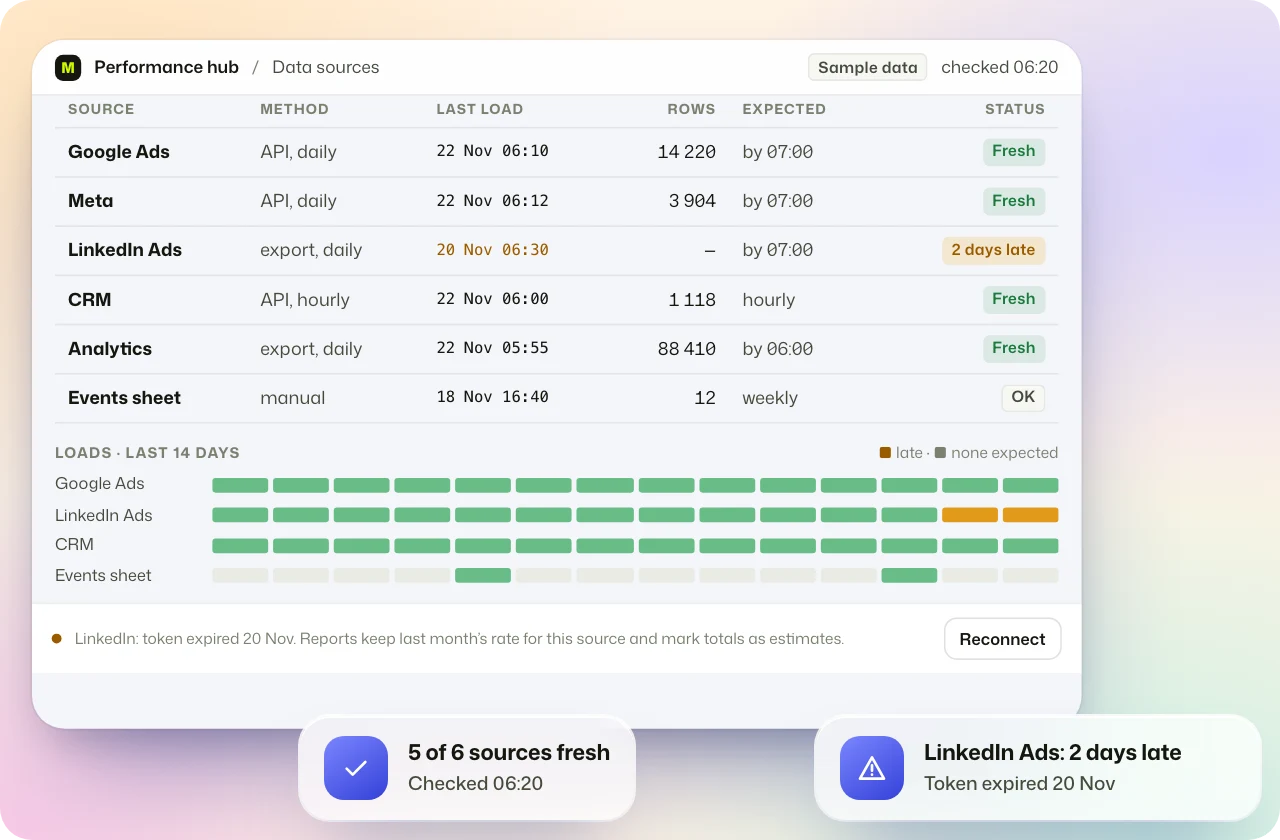 M Performance hub / Data sources Sample data checked 06:20
SOURCE METHOD LAST LOAD ROWS EXPECTED STATUS
Google Ads API, daily 22 Nov 06:10 14 220 by 07:00 Fresh
Meta API, daily 22 Nov 06:12 3 904 by 07:00 Fresh
LinkedIn Ads export, daily 20 Nov 06:30 – by 07:00 2 days late
CRM API, hourly 22 Nov 06:00 1 118 hourly Fresh
Analytics export, daily 22 Nov 05:55 88 410 by 06:00 Fresh
Events sheet manual 18 Nov 16:40 12 weekly OK
LOADS · LAST 14 DAYS late · none expected
Google Ads
LinkedIn Ads
CRM
Events sheet
LinkedIn: token expired 20 Nov. Reports keep last month's rate for this source and mark totals as estimates. Reconnect
5 of 6 sources fresh
Checked 06:20
LinkedIn Ads: 2 days late
Token expired 20 Nov